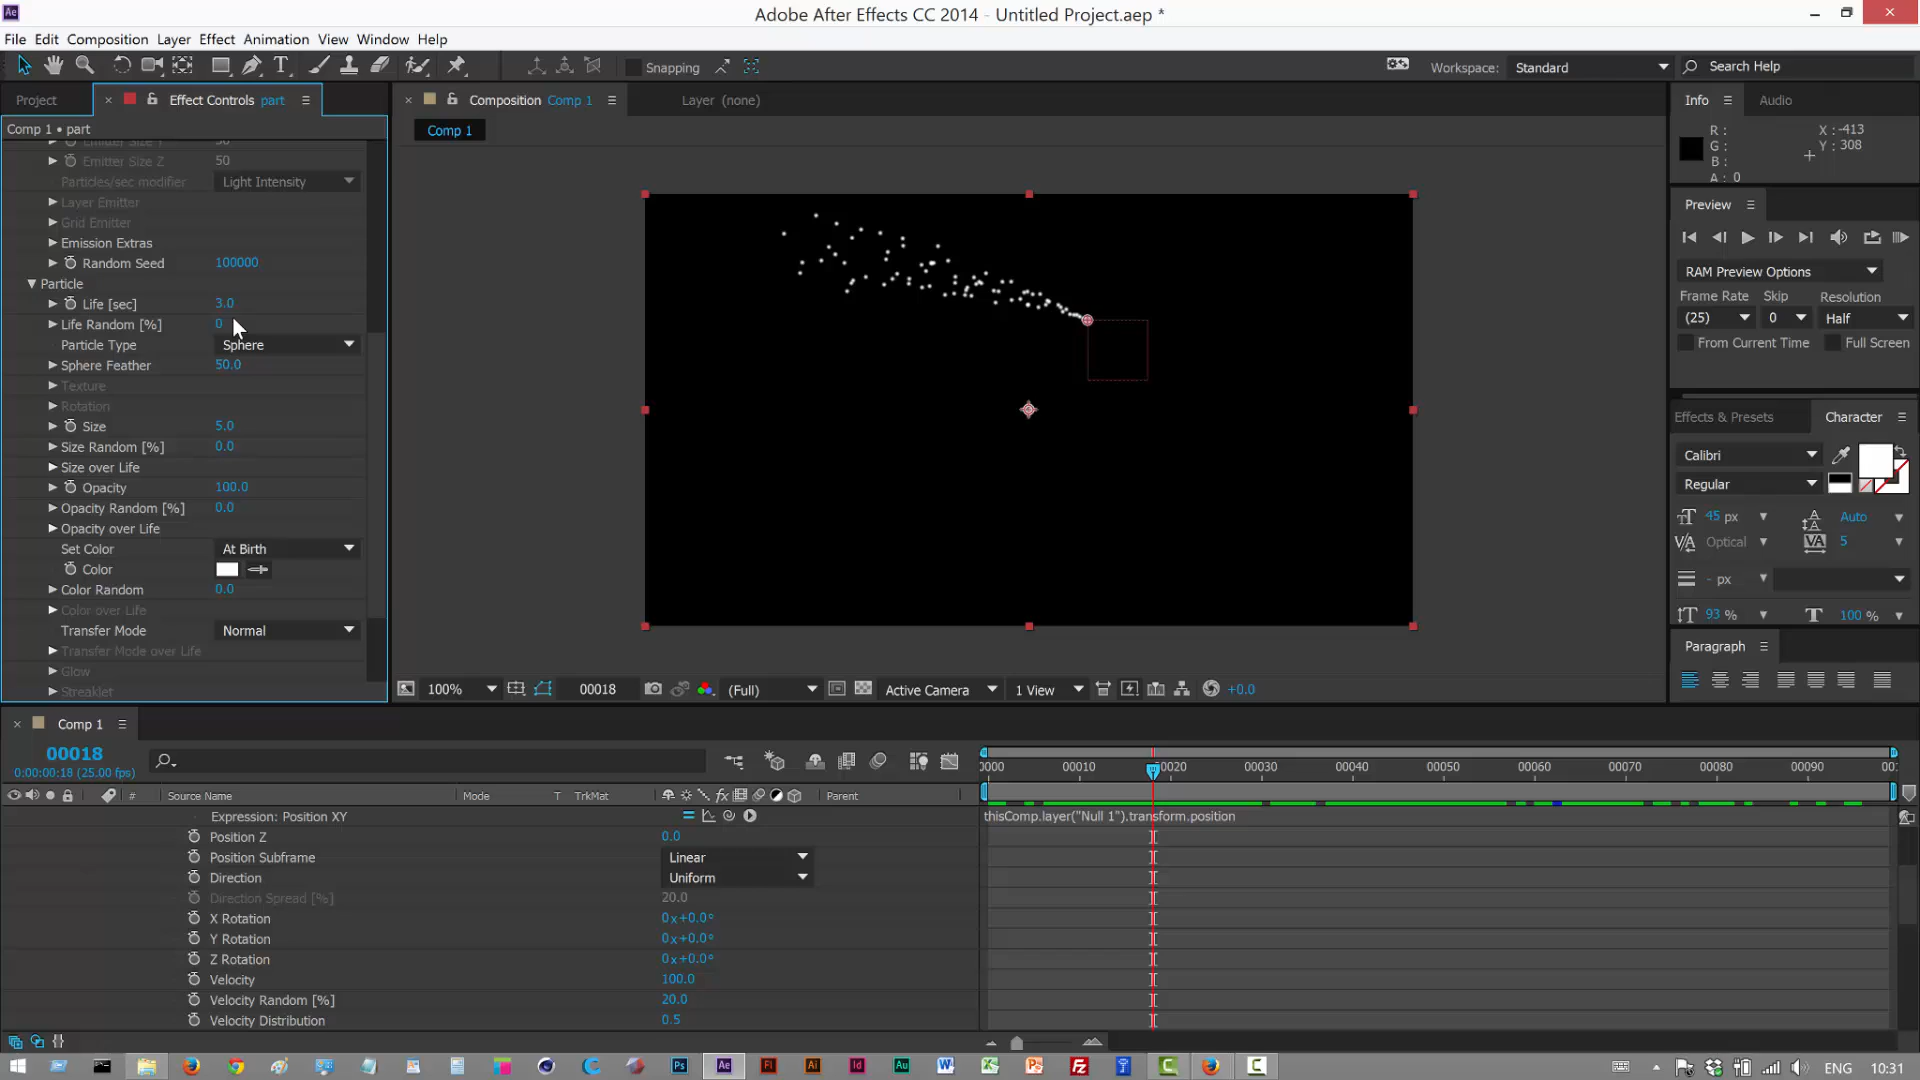 Ae
Adobe After Effects CC 2014 - Untitled Project.aep *
File Edit Composition Layer Effect Animation View Window Help
Snapping
Workspace: Standard
Search Help
Project
Effect Controls part
Comp 1 • part
Emitter Size Z 50
Particles/sec modifier Light Intensity
Layer Emitter
Grid Emitter
Emission Extras
Random Seed 100000
Particle
Life [sec] 3.0
Life Random [%] 0
Particle Type Sphere
Sphere Feather 50.0
Texture
Rotation
Size 5.0
Size Random [%] 0.0
Size over Life
Opacity 100.0
Opacity Random [%] 0.0
Opacity over Life
Set Color At Birth
Color
Color Random 0.0
Color over Life
Transfer Mode Normal
Transfer Mode over Life
Glow
Streaklet
Composition Comp 1
Layer (none)
Comp 1
100%
00018
(Full)
Active Camera
1 View
+0.0
Info
Audio
R :
G :
B :
A : 0
X : -413
Y : 308
Preview
RAM Preview Options
Frame Rate Skip Resolution
(25) 0 Half
From Current Time Full Screen
Effects & Presets
Character
Calibri
Regular
45 px Auto
Optical 5
- px
93 % 100 %
Paragraph
Comp 1
00018
0:00:00:18 (25.00 fps)
# Source Name Mode T TrkMat Parent
0000 00010 00020 00030 00040 00050 00060 00070 00080 00090 00:
Expression: Position XY
thisComp.layer("Null 1").transform.position
Position Z 0.0
Position Subframe Linear
Direction Uniform
Direction Spread [%] 20.0
X Rotation 0x+0.0°
Y Rotation 0x+0.0°
Z Rotation 0x+0.0°
Velocity 100.0
Velocity Random [%] 20.0
Velocity Distribution 0.5
Ps Ae Fl Ai Id Au
ENG
10:31